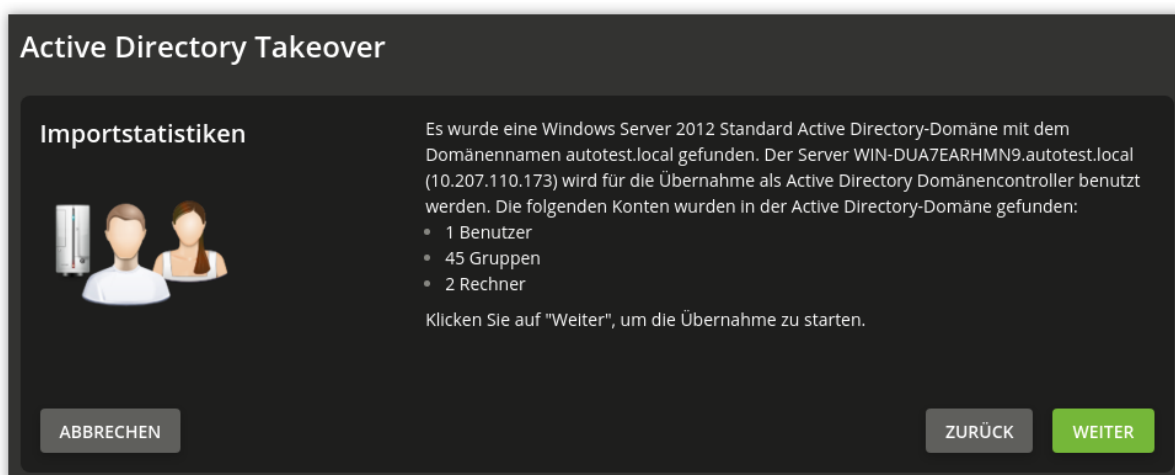 Active Directory Takeover
Importstatistiken
Es wurde eine Windows Server 2012 Standard Active Directory-Domäne mit dem
Domänennamen autotest.local gefunden. Der Server WIN-DUA7EARHMN9.autotest.local
(10.207.110.173) wird für die Übernahme als Active Directory Domänencontroller benutzt
werden. Die folgenden Konten wurden in der Active Directory-Domäne gefunden:
• 1 Benutzer
• 45 Gruppen
• 2 Rechner
Klicken Sie auf "Weiter", um die Übernahme zu starten.
ABBRECHEN
ZURÜCK
WEITER